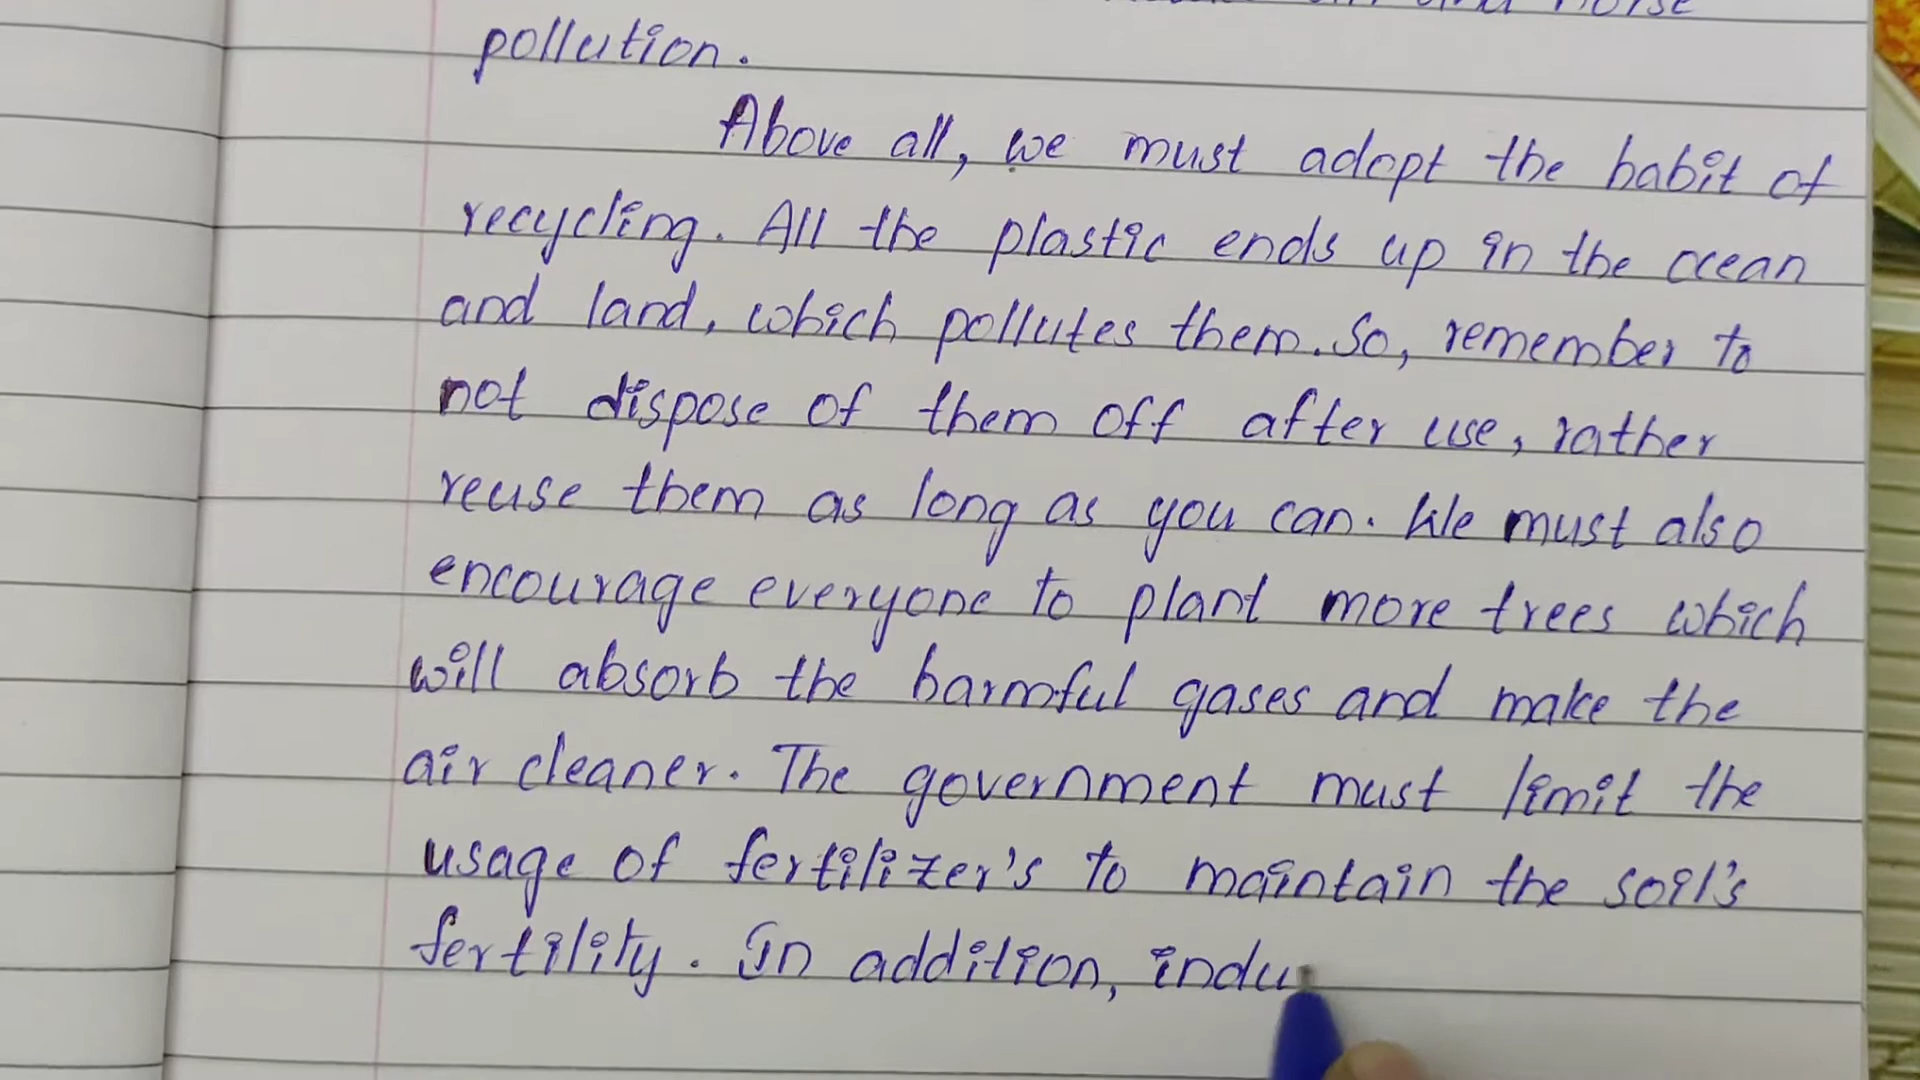 and noise
pollution.
Above all, we must adopt the habit of
recycling. All the plastic ends up in the ocean
and land, which pollutes them. So, remember to
not dispose of them off after use, rather
reuse them as long as you can. We must also
encourage everyone to plant more trees which
will absorb the harmful gases and make the
air cleaner. The government must limit the
usage of fertilizer's to maintain the soil's
fertility. In addition, indu